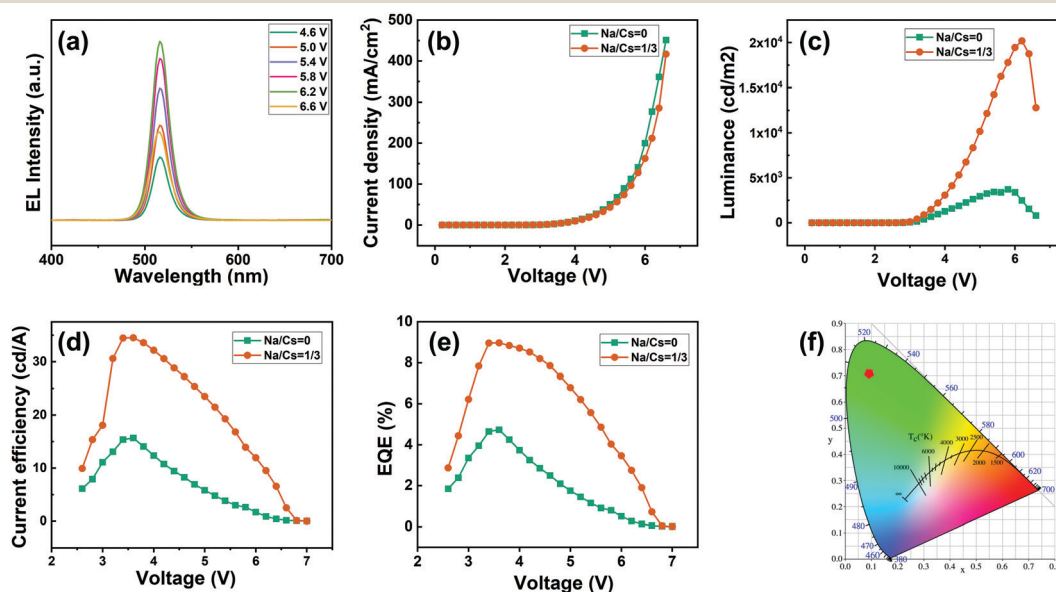 (a)
4.6 V
5.0 V
5.4 V
5.8 V
6.2 V
6.6 V
EL Intensity (a.u.)
400 500 600 700
Wavelength (nm)
(b)
Na/Cs=0
Na/Cs=1/3
Current density (mA/cm²)
500
400
300
200
100
0
0 2 4 6
Voltage (V)
(c)
Na/Cs=0
Na/Cs=1/3
Luminance (cd/m2)
2x10⁴
1.5x10⁴
1x10⁴
5x10³
0
0 2 4 6
Voltage (V)
(d)
Na/Cs=0
Na/Cs=1/3
Current efficiency (cd/A)
30
20
10
0
2 3 4 5 6 7
Voltage (V)
(e)
Na/Cs=0
Na/Cs=1/3
EQE (%)
10
8
6
4
2
0
2 3 4 5 6 7
Voltage (V)
(f)
0.9
0.8
0.7
0.6
0.5
y
0.4
0.3
0.2
0.1
0.0
0.0 0.1 0.2 0.3 0.4 0.5 0.6 0.7 0.8
x
520
540
560
580
600
620
700
500
490
480
470
460
380
Tc(°K)
10000
6000
4000
3000
2500
2000
1500
∞